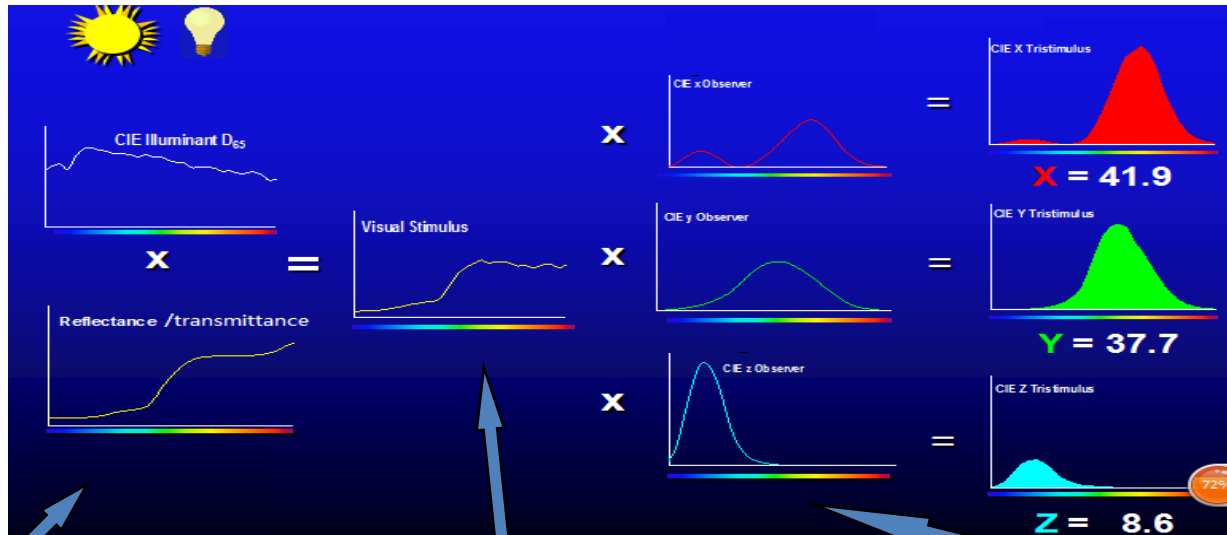 CIE Illuminant D65
x
Reflectance /transmittance
=
Visual Stimulus
x
CIE x Observer
=
CIE X Tristimulus
X = 41.9
x
CIE y Observer
=
CIE Y Tristimulus
Y = 37.7
x
CIE z Observer
=
CIE Z Tristimulus
72%
Z = 8.6